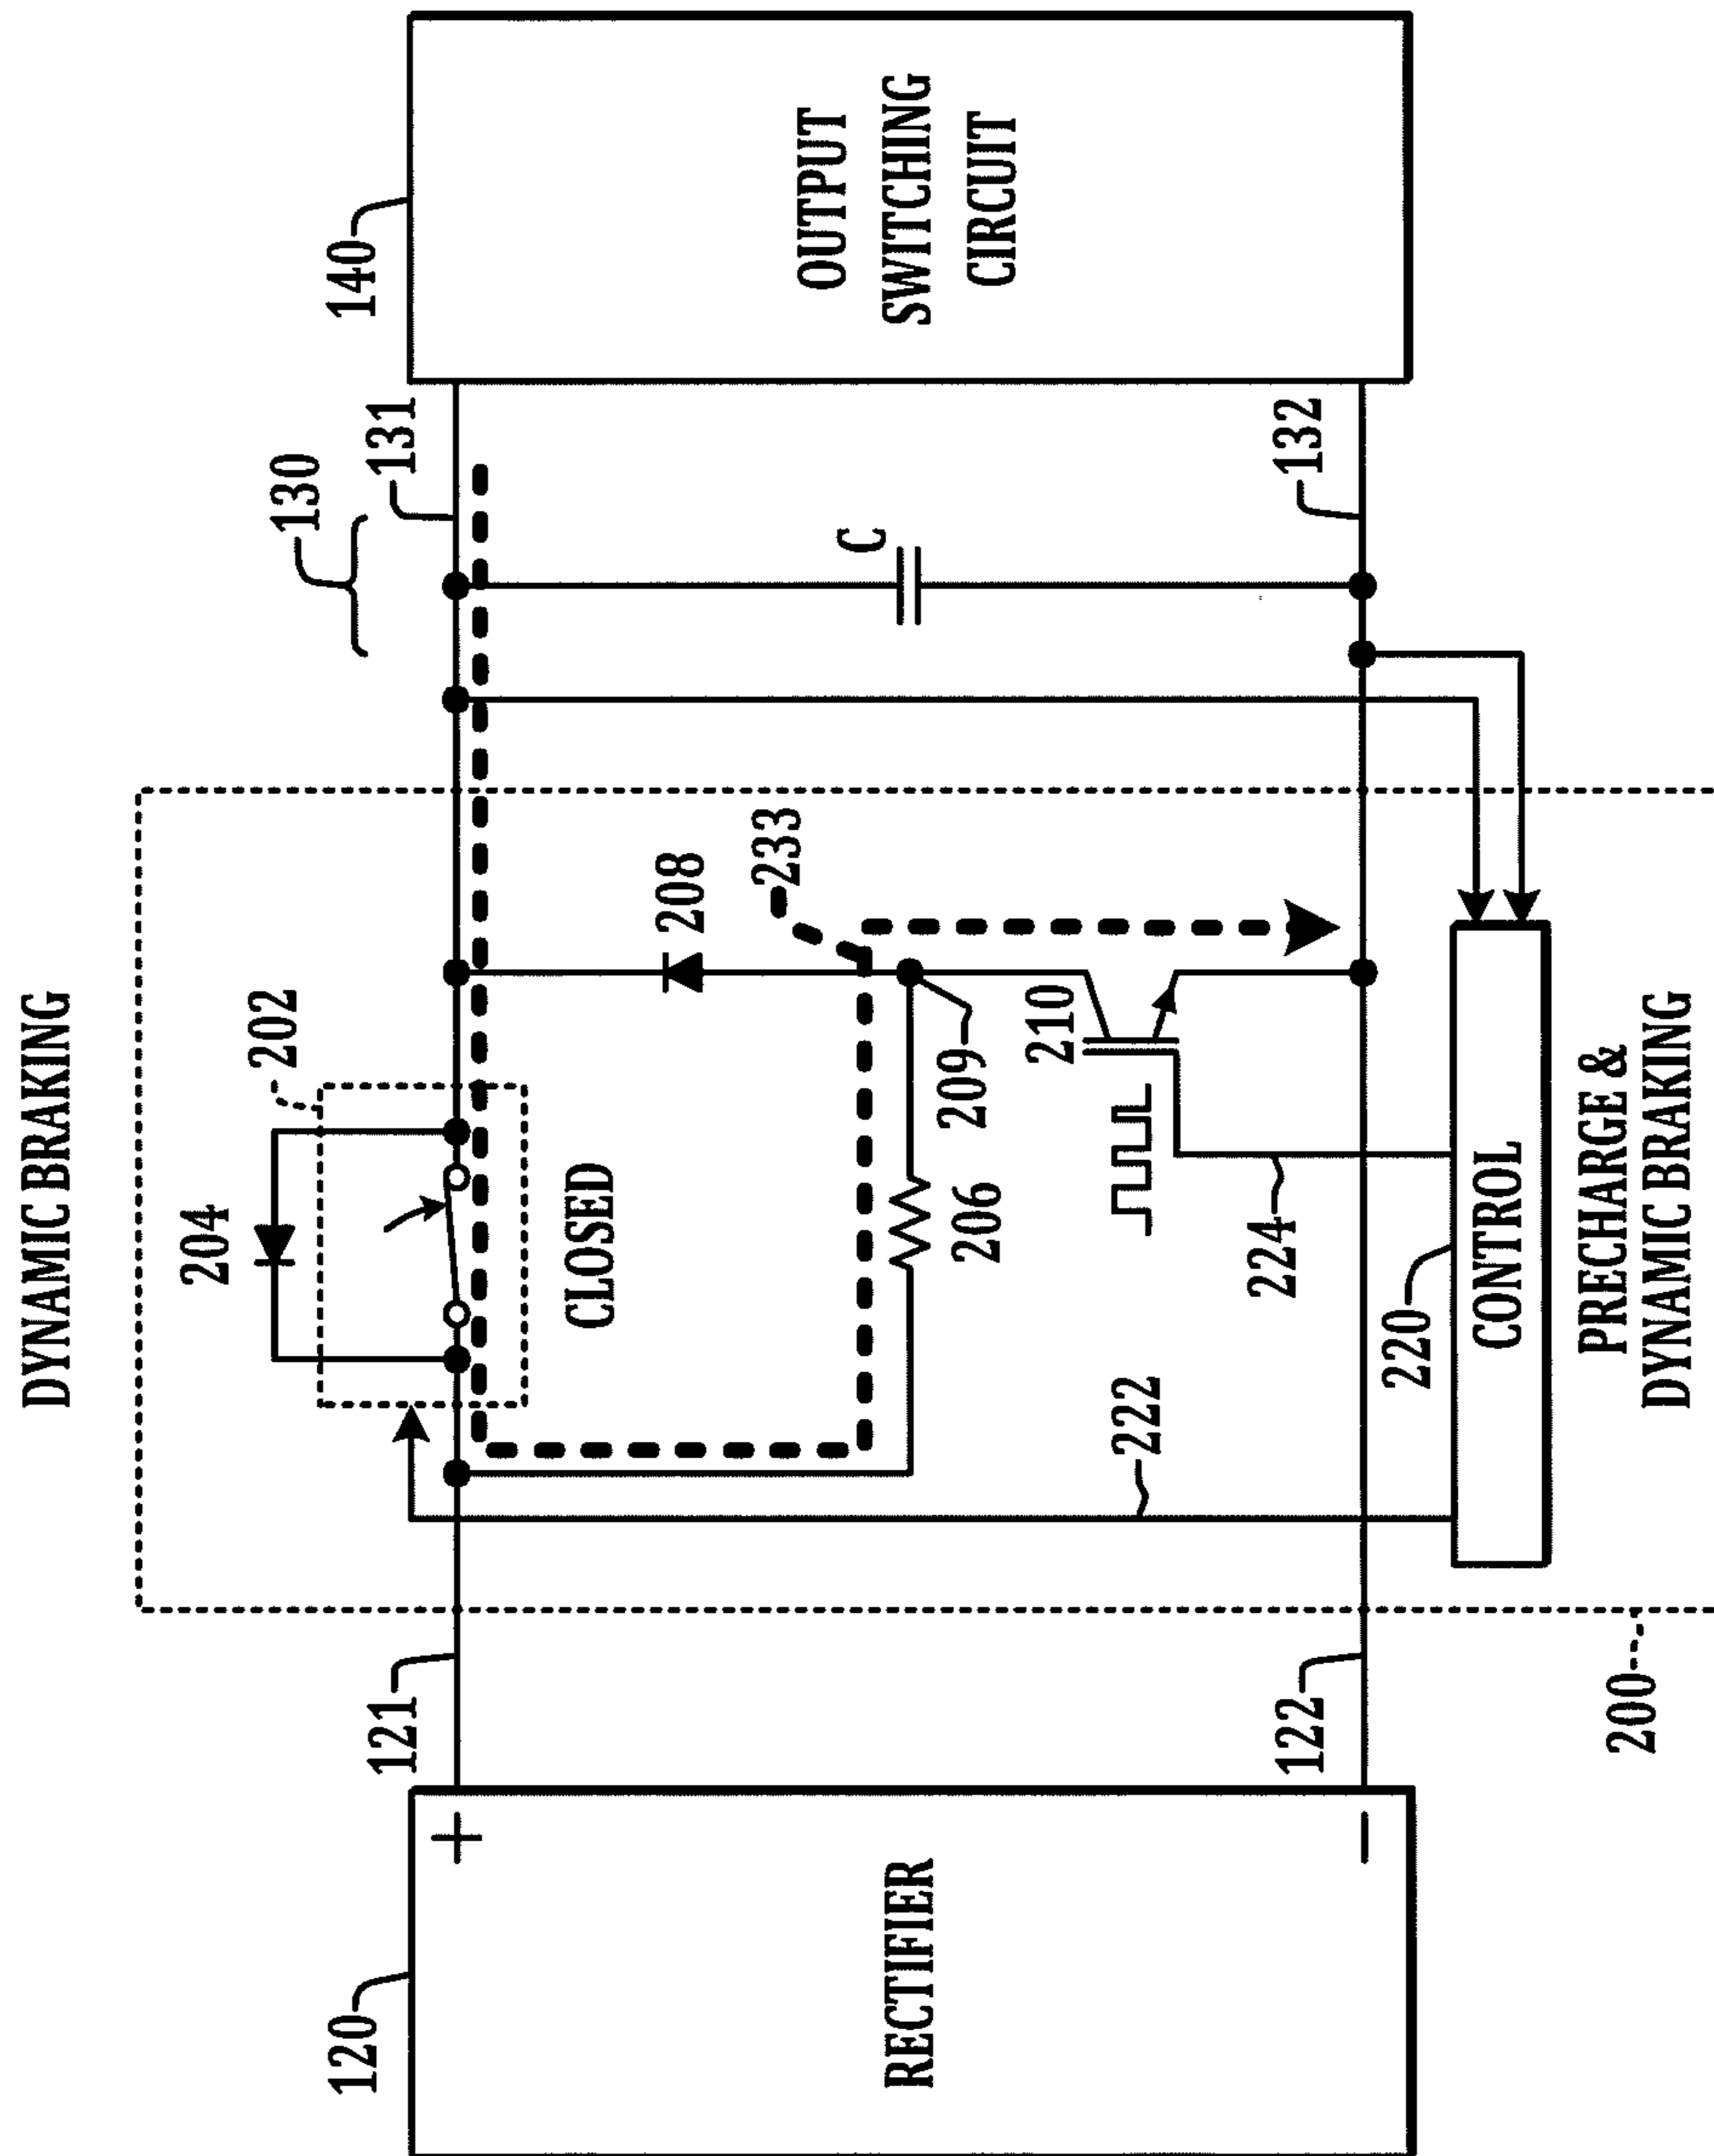 DYNAMIC BRAKING
120
RECTIFIER
+
−
121
122
200
204
202
CLOSED
208
233
206
209
210
224
222
220
CONTROL
PRECHARGE &
DYNAMIC BRAKING
130
131
132
C
140
OUTPUT
SWITCHING
CIRCUIT